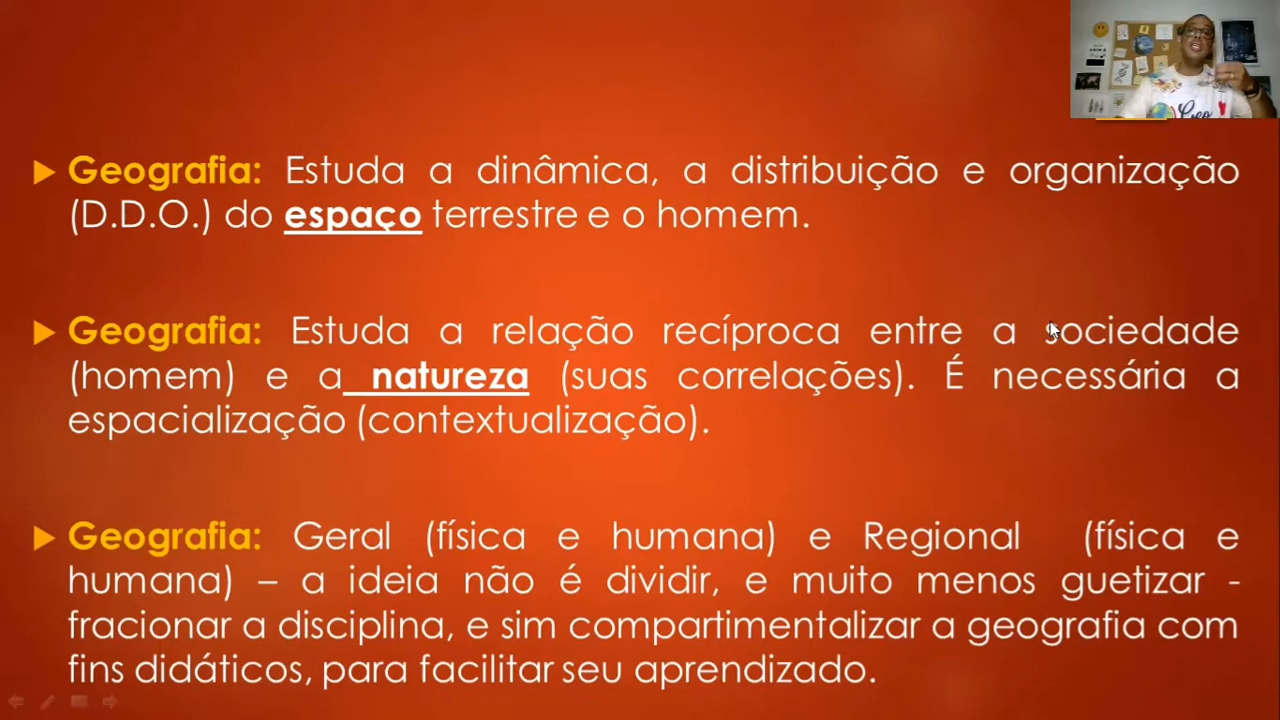 Geografia: Estuda a dinâmica, a distribuição e organização
(D.D.O.) do espaço terrestre e o homem.
Geografia: Estuda a relação recíproca entre a sociedade
(homem) e a natureza (suas correlações). É necessária a
espacialização (contextualização).
Geografia: Geral (física e humana) e Regional (física e
humana) – a ideia não é dividir, e muito menos guetizar -
fracionar a disciplina, e sim compartimentalizar a geografia com
fins didáticos, para facilitar seu aprendizado.
Geo